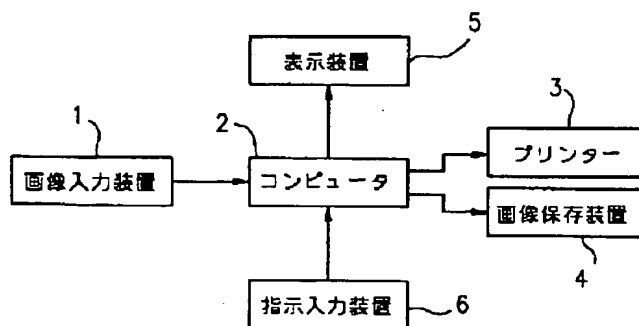 5
表示装置
1
2
3
画像入力装置
コンピュータ
プリンター
画像保存装置
4
指示入力装置
6